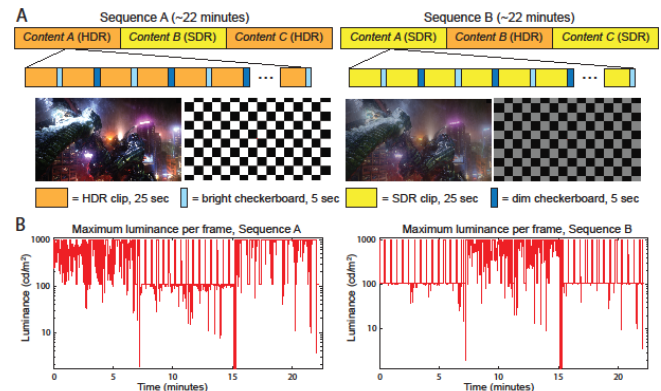 A
Sequence A (~22 minutes)
Content A (HDR) Content B (SDR) Content C (HDR)
...
= HDR clip, 25 sec = bright checkerboard, 5 sec
Sequence B (~22 minutes)
Content A (SDR) Content B (HDR) Content C (SDR)
...
= SDR clip, 25 sec = dim checkerboard, 5 sec
B
Maximum luminance per frame, Sequence A
Luminance (cd/m²)
1000
100
10
0 5 10 15 20
Time (minutes)
Maximum luminance per frame, Sequence B
1000
100
10
0 5 10 15 20
Time (minutes)